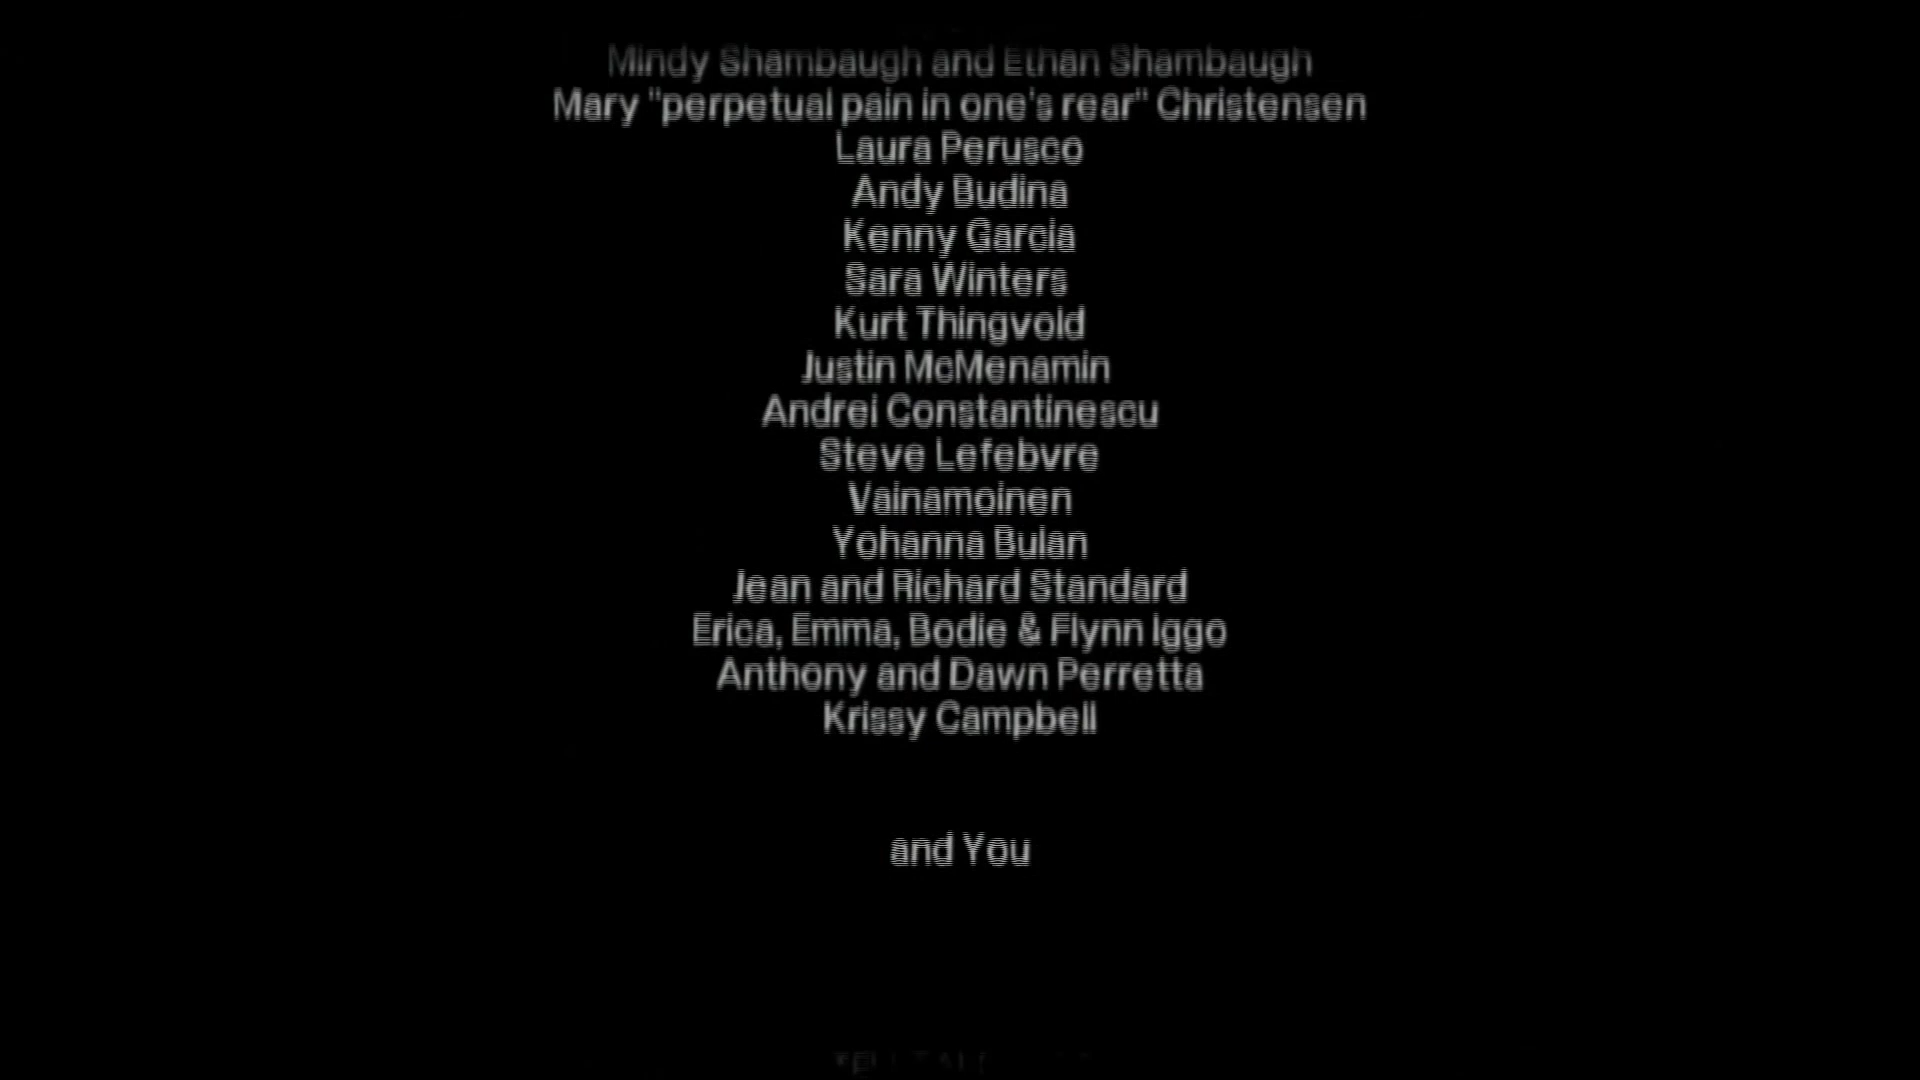 Mindy Shambaugh and Ethan Shambaugh
Mary "perpetual pain in one's rear" Christensen
Laura Perusco
Andy Budina
Kenny Garcia
Sara Winters
Kurt Thingvold
Justin McMenamin
Andrei Constantinescu
Steve Lefebvre
Vainamoinen
Yohanna Bulan
Jean and Richard Standard
Erica, Emma, Bodie & Flynn Iggo
Anthony and Dawn Perretta
Krissy Campbell
and You